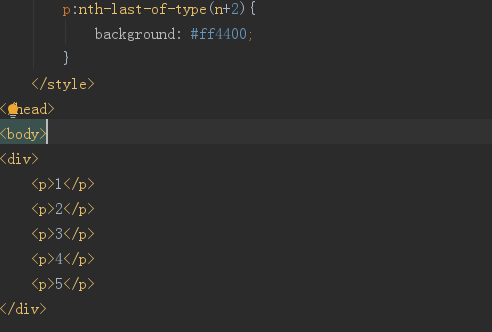 p:nth-last-of-type(n+2){
background: #ff4400;
}
</style>
</head>
<body>
<div>
<p>1</p>
<p>2</p>
<p>3</p>
<p>4</p>
<p>5</p>
</div>